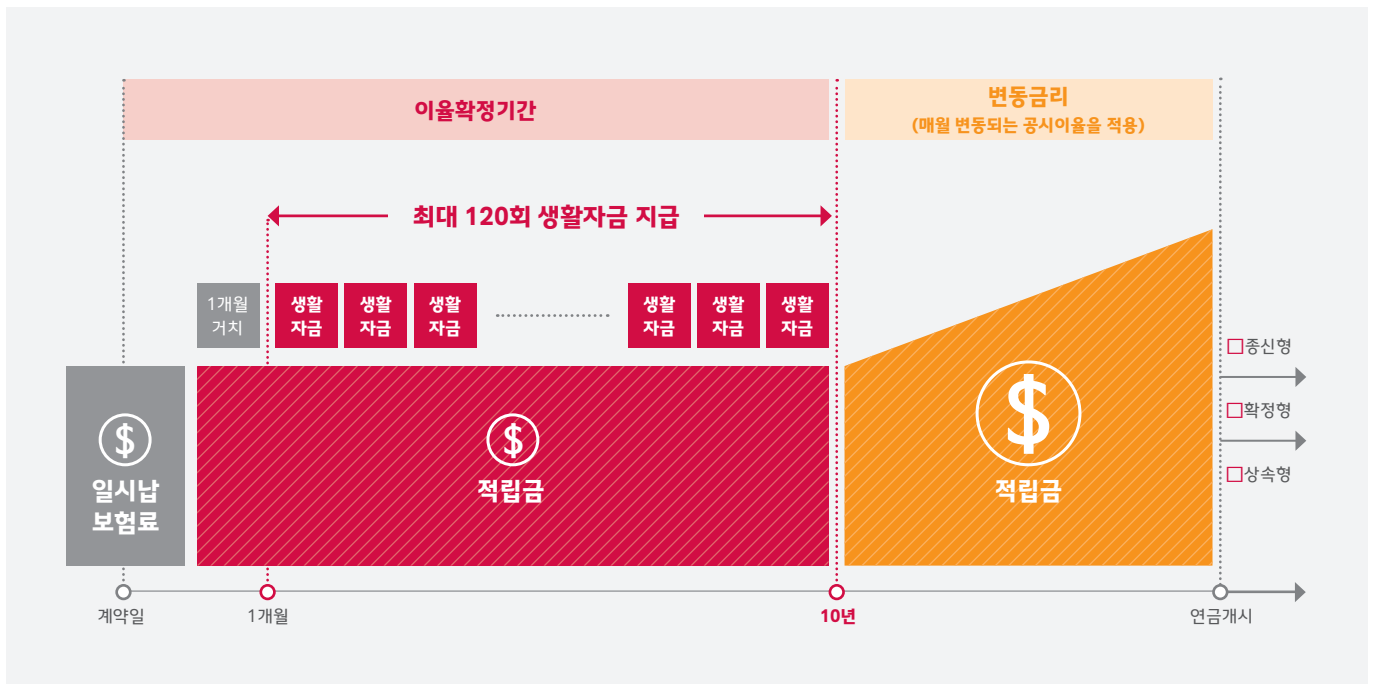 이율확정기간
변동금리
(매월 변동되는 공시이율을 적용)
최대 120회 생활자금 지급
1개월
거치
생활
자금
생활
자금
생활
자금
생활
자금
생활
자금
생활
자금
$
일시납
보험료
$
적립금
$
적립금
종신형
확정형
상속형
계약일
1개월
10년
연금개시